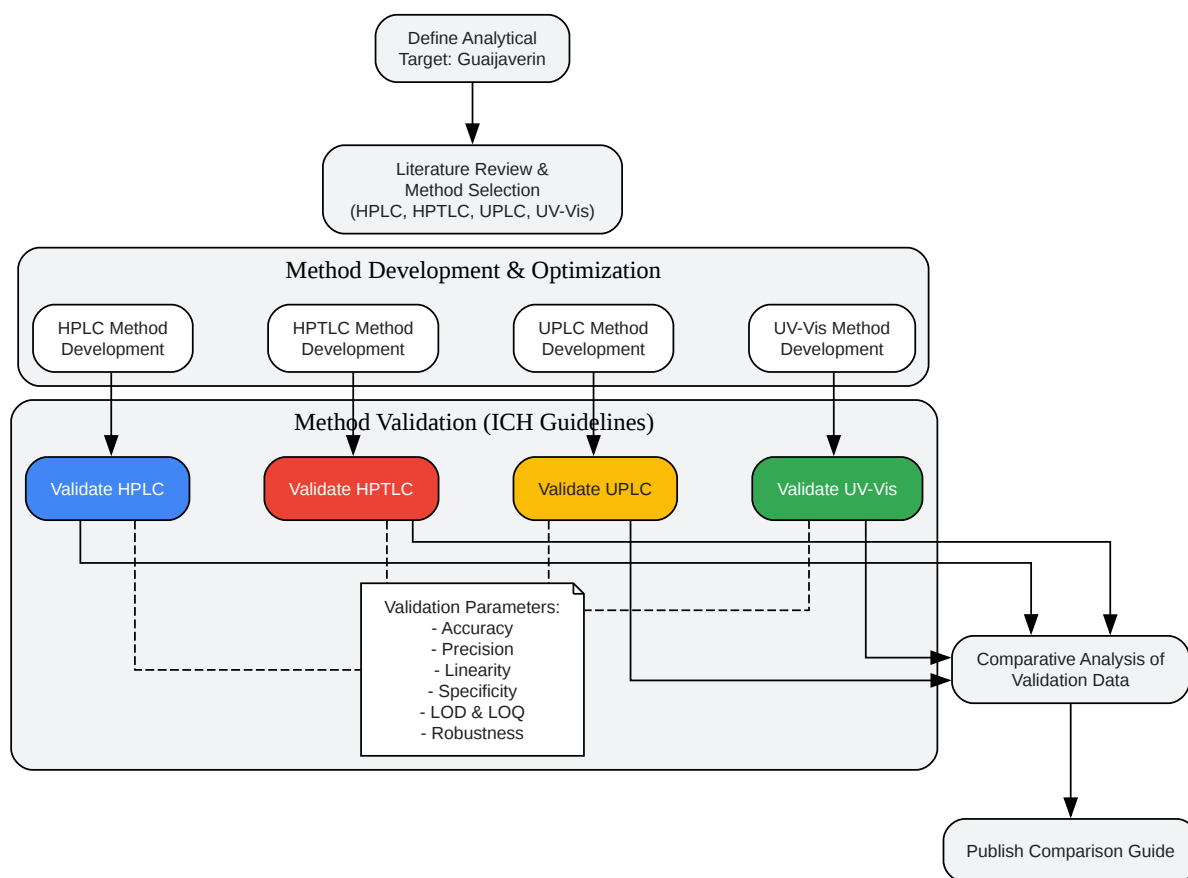 Define Analytical
Target: Guaijaverin
Literature Review &
Method Selection
(HPLC, HPTLC, UPLC, UV-Vis)
Method Development & Optimization
HPLC Method
Development
HPTLC Method
Development
UPLC Method
Development
UV-Vis Method
Development
Method Validation (ICH Guidelines)
Validate HPLC
Validate HPTLC
Validate UPLC
Validate UV-Vis
Validation Parameters:
- Accuracy
- Precision
- Linearity
- Specificity
- LOD & LOQ
- Robustness
Comparative Analysis of
Validation Data
Publish Comparison Guide